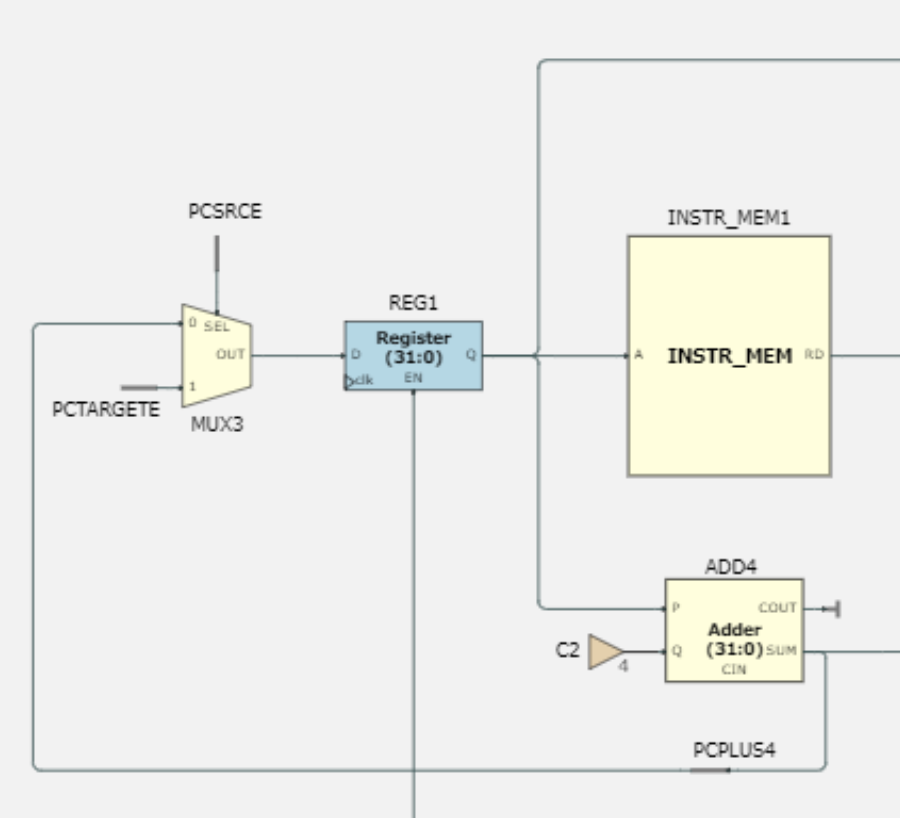 PCSRCE
INSTR_MEM1
REG1
0
SEL
OUT
1
PCTARGETE
MUX3
Register
(31:0)
D
Q
clk
EN
A
INSTR_MEM
RD
ADD4
P
COUT
Adder
(31:0)
Q
SUM
CIN
C2
4
PCPLUS4